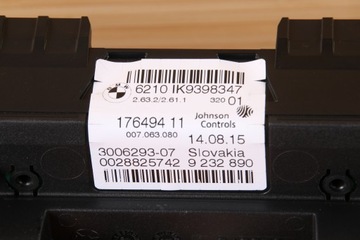 6210 IK9398347
2.63.2/2.61.1 320 01
176494 11 Johnson Controls
007.063.080
14.08.15
3006293-07 Slovakia
0028825742 9 232 890